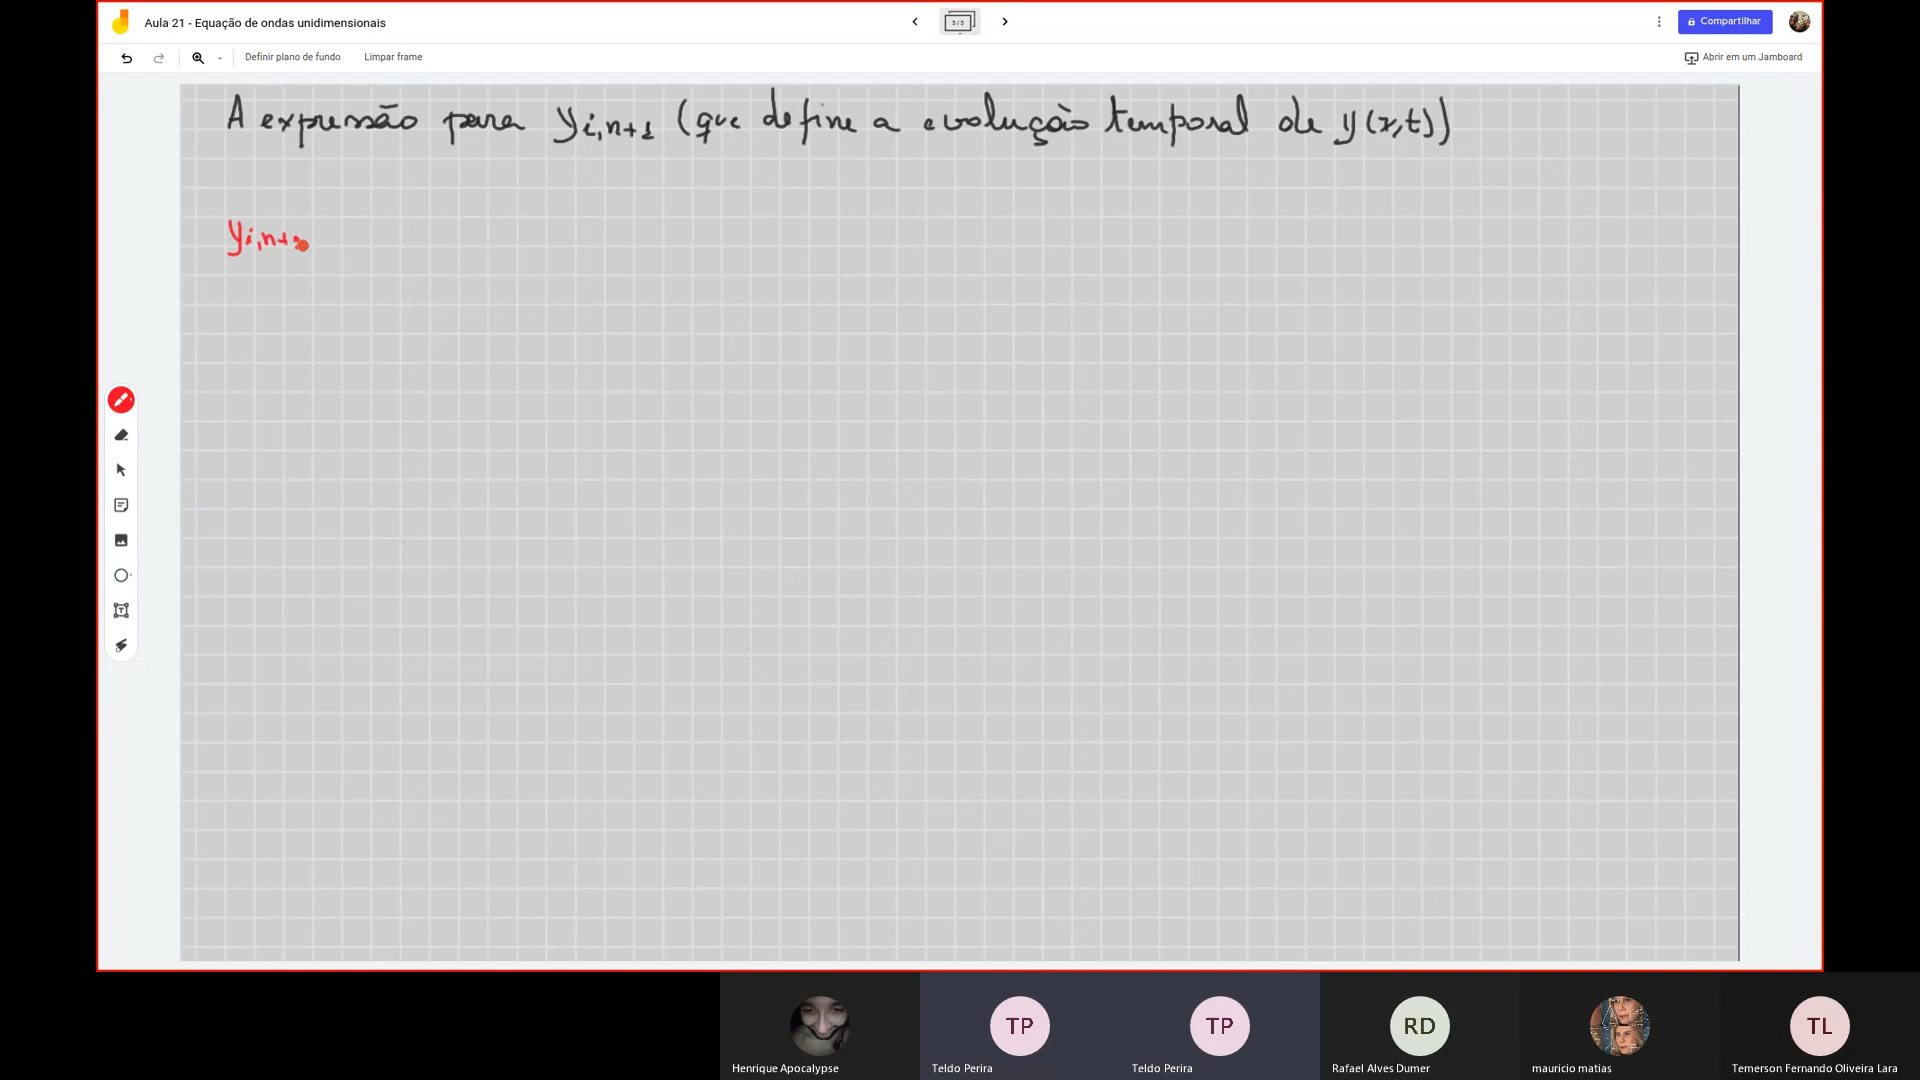 Aula 21 - Equação de ondas unidimensionais
5/5
Compartilhar
Definir plano de fundo Limpar frame
Abrir em um Jamboard
A expressão para yi,n+1 (que define a evolução temporal de y(x,t))
yi,n+1
TP TP RD TL
Henrique Apocalypse Teldo Perira Teldo Perira Rafael Alves Dumer mauricio matias Temerson Fernando Oliveira Lara